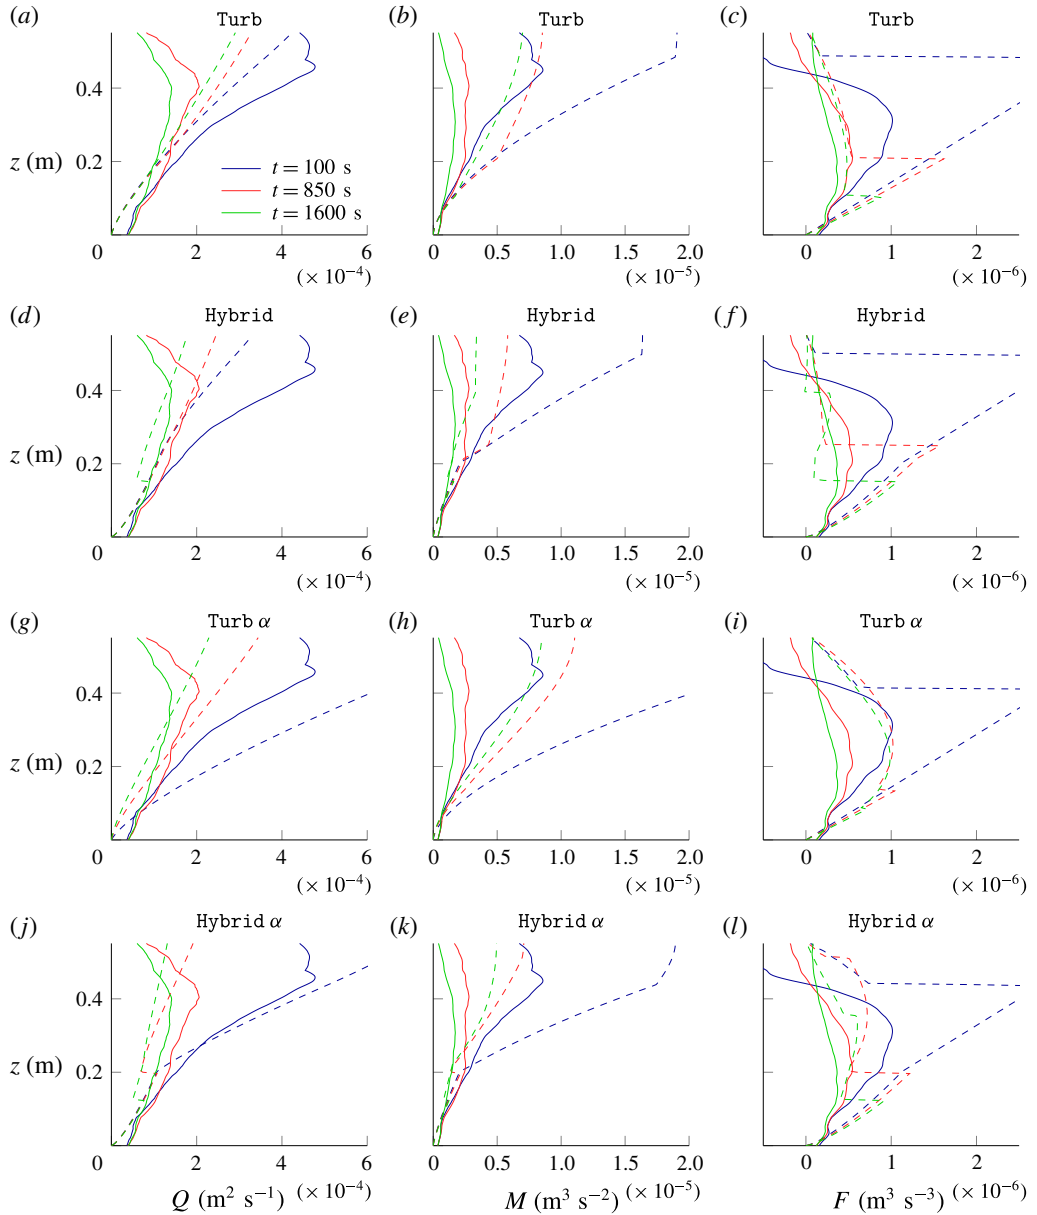 (a) Turb (b) Turb (c) Turb
0.4
z (m) 0.2
t = 100 s
t = 850 s
t = 1600 s
0 2 4 6 0 0.5 1.0 1.5 2.0 0 1 2
(× 10⁻⁴) (× 10⁻⁵) (× 10⁻⁶)
(d) Hybrid (e) Hybrid (f) Hybrid
0.4
z (m) 0.2
0 2 4 6 0 0.5 1.0 1.5 2.0 0 1 2
(× 10⁻⁴) (× 10⁻⁵) (× 10⁻⁶)
(g) Turb α (h) Turb α (i) Turb α
0.4
z (m) 0.2
0 2 4 6 0 0.5 1.0 1.5 2.0 0 1 2
(× 10⁻⁴) (× 10⁻⁵) (× 10⁻⁶)
(j) Hybrid α (k) Hybrid α (l) Hybrid α
0.4
z (m) 0.2
0 2 4 6 0 0.5 1.0 1.5 2.0 0 1 2
Q (m² s⁻¹) (× 10⁻⁴) M (m³ s⁻²) (× 10⁻⁵) F (m³ s⁻³) (× 10⁻⁶)